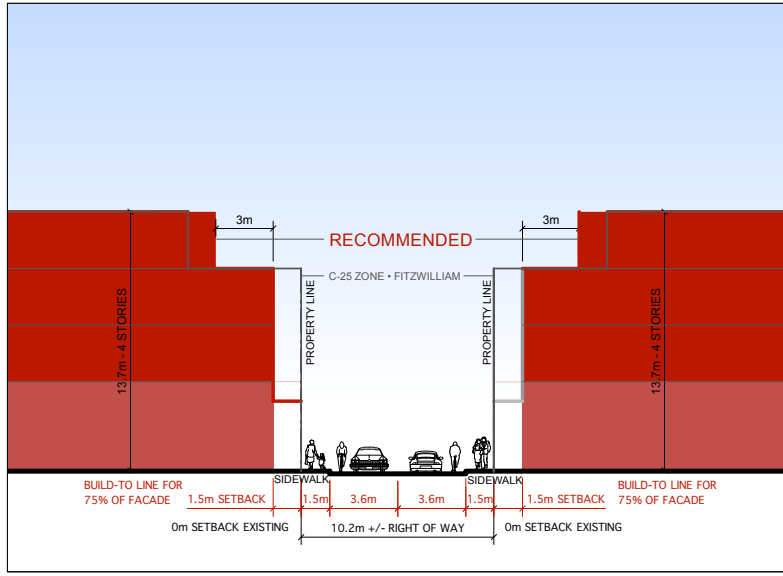 3m
3m
RECOMMENDED
C-25 ZONE • FITZWILLIAM
PROPERTY LINE
PROPERTY LINE
13.7m - 4 STORIES
13.7m - 4 STORIES
SIDEWALK
SIDEWALK
BUILD-TO LINE FOR
75% OF FACADE
1.5m SETBACK
1.5m
3.6m
3.6m
1.5m
1.5m SETBACK
BUILD-TO LINE FOR
75% OF FACADE
0m SETBACK EXISTING
10.2m +/- RIGHT OF WAY
0m SETBACK EXISTING